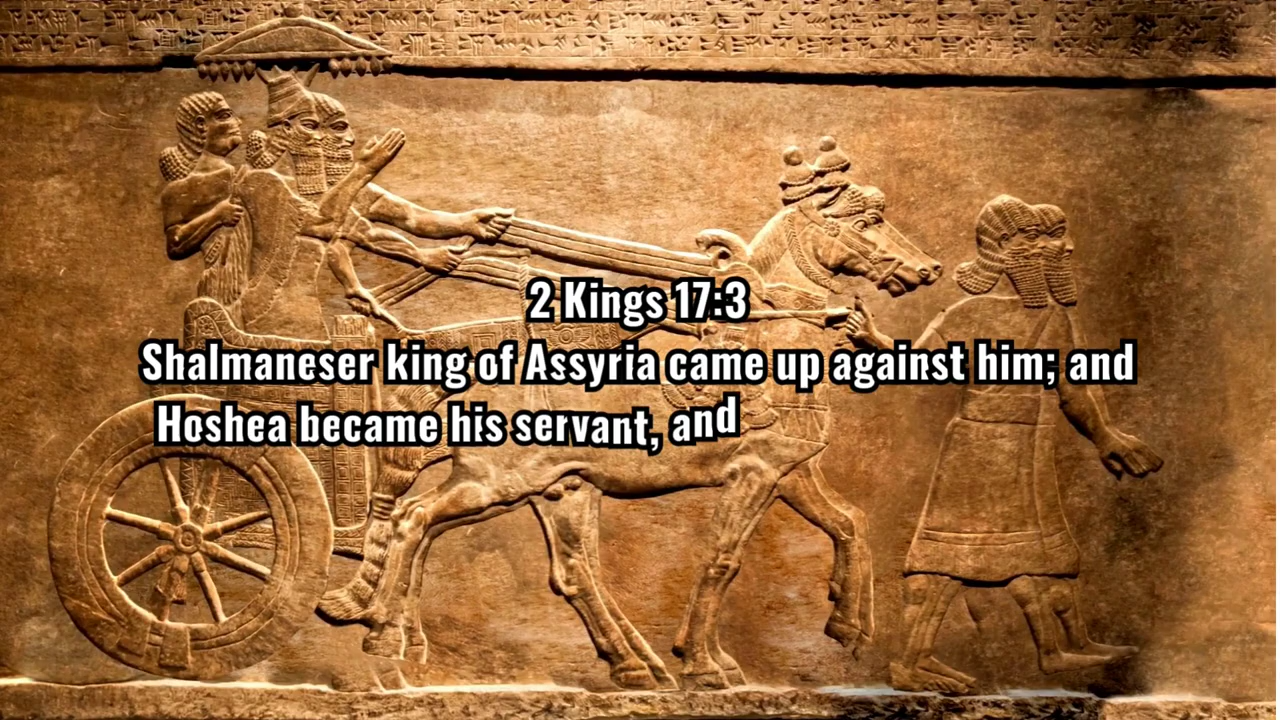 2 Kings 17:3
Shalmaneser king of Assyria came up against him; and
Hoshea became his servant, and